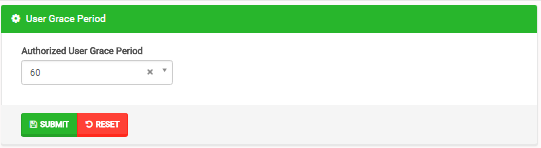 User Grace Period
Authorized User Grace Period
60
SUBMIT RESET